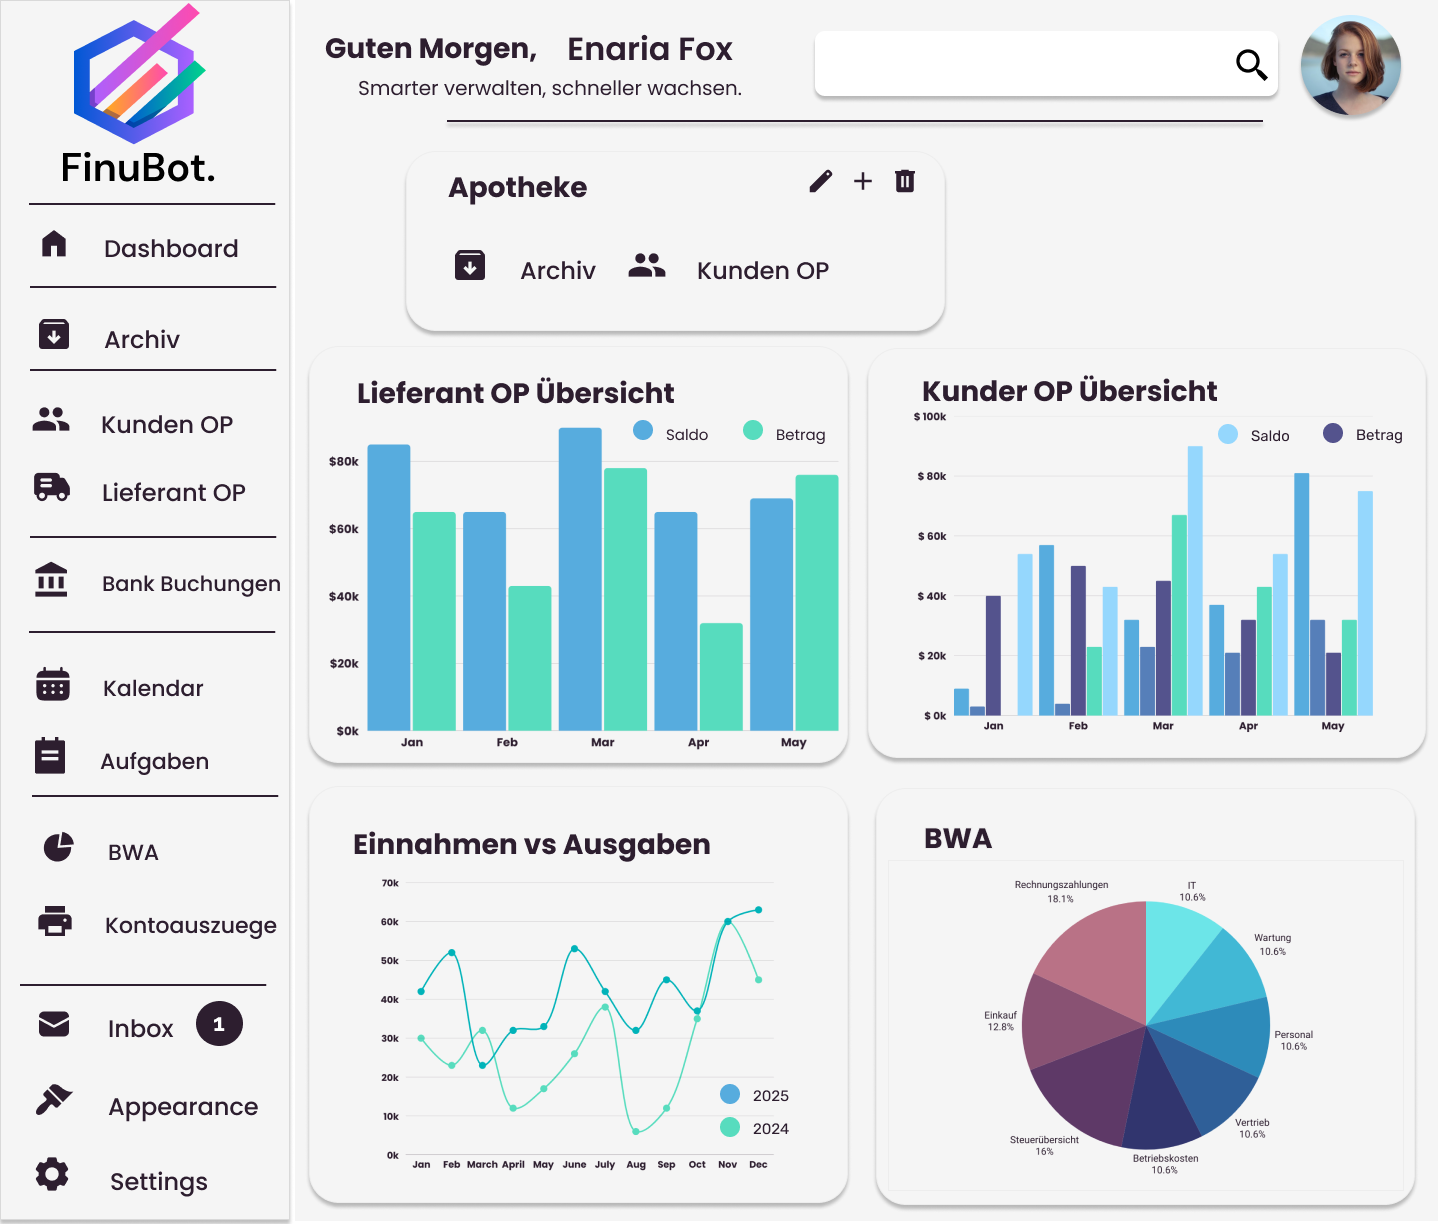 FinuBot.
Dashboard
Archiv
Kunden OP
Lieferant OP
Bank Buchungen
Kalendar
Aufgaben
BWA
Kontoauszuege
Inbox 1
Appearance
Settings
Guten Morgen, Enaria Fox
Smarter verwalten, schneller wachsen.
Apotheke
Archiv Kunden OP
Lieferant OP Übersicht
Saldo Betrag
$80k
$60k
$40k
$20k
$0k
Jan Feb Mar Apr May
Kunder OP Übersicht
$ 100k
Saldo Betrag
$ 80k
$ 60k
$ 40k
$ 20k
$ 0k
Jan Feb Mar Apr May
Einnahmen vs Ausgaben
70k
60k
50k
40k
30k
20k
10k
0k
2025
2024
Jan Feb March April May June July Aug Sep Oct Nov Dec
BWA
Rechnungszahlungen
18.1%
IT
10.6%
Wartung
10.6%
Einkauf
12.8%
Personal
10.6%
Vertrieb
10.6%
Steuerübersicht
16%
Betriebskosten
10.6%